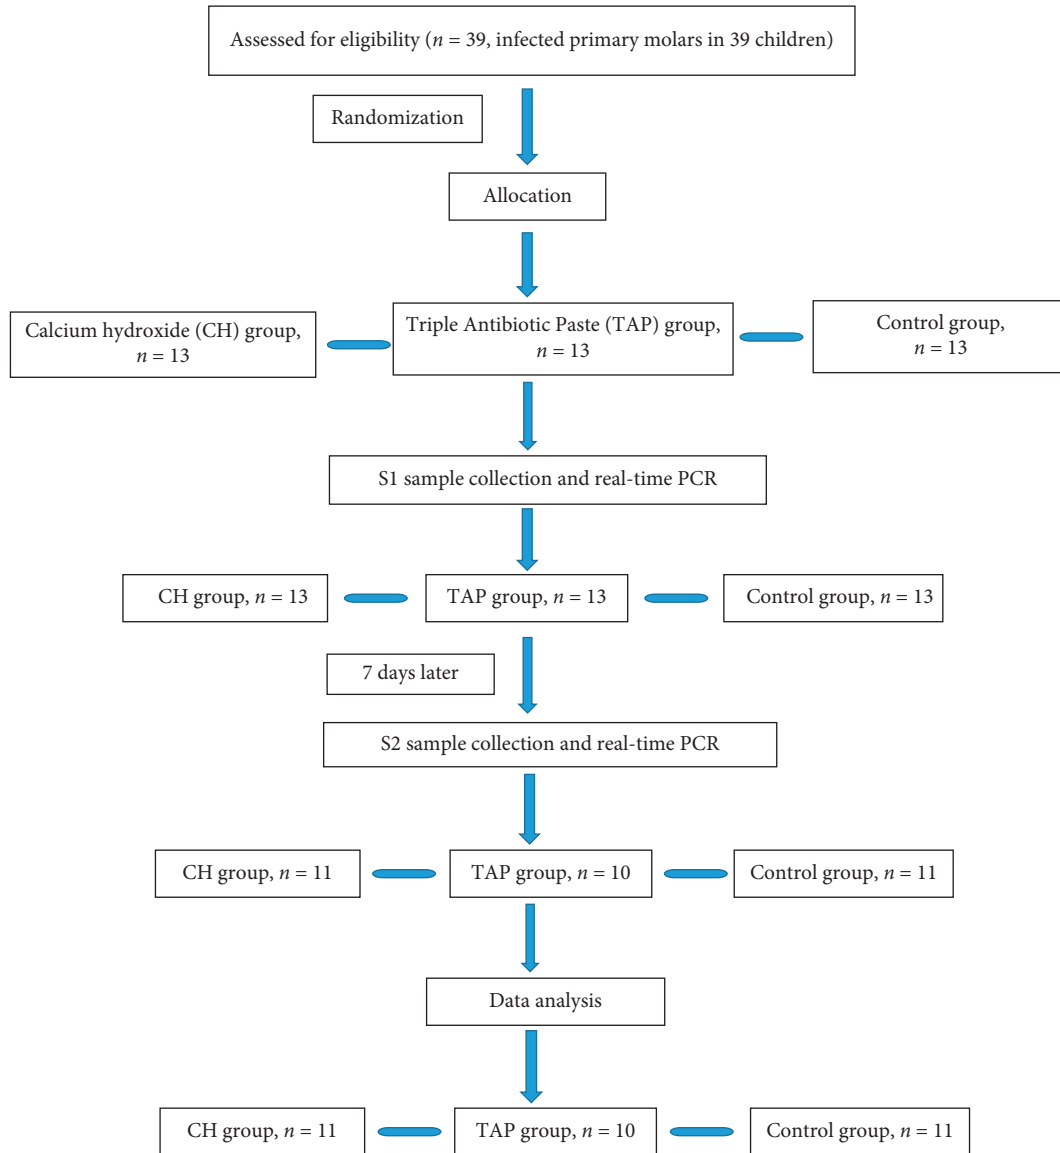 Assessed for eligibility (n = 39, infected primary molars in 39 children)
Randomization
Allocation
Calcium hydroxide (CH) group,
n = 13
Triple Antibiotic Paste (TAP) group,
n = 13
Control group,
n = 13
S1 sample collection and real-time PCR
CH group, n = 13
TAP group, n = 13
Control group, n = 13
7 days later
S2 sample collection and real-time PCR
CH group, n = 11
TAP group, n = 10
Control group, n = 11
Data analysis
CH group, n = 11
TAP group, n = 10
Control group, n = 11